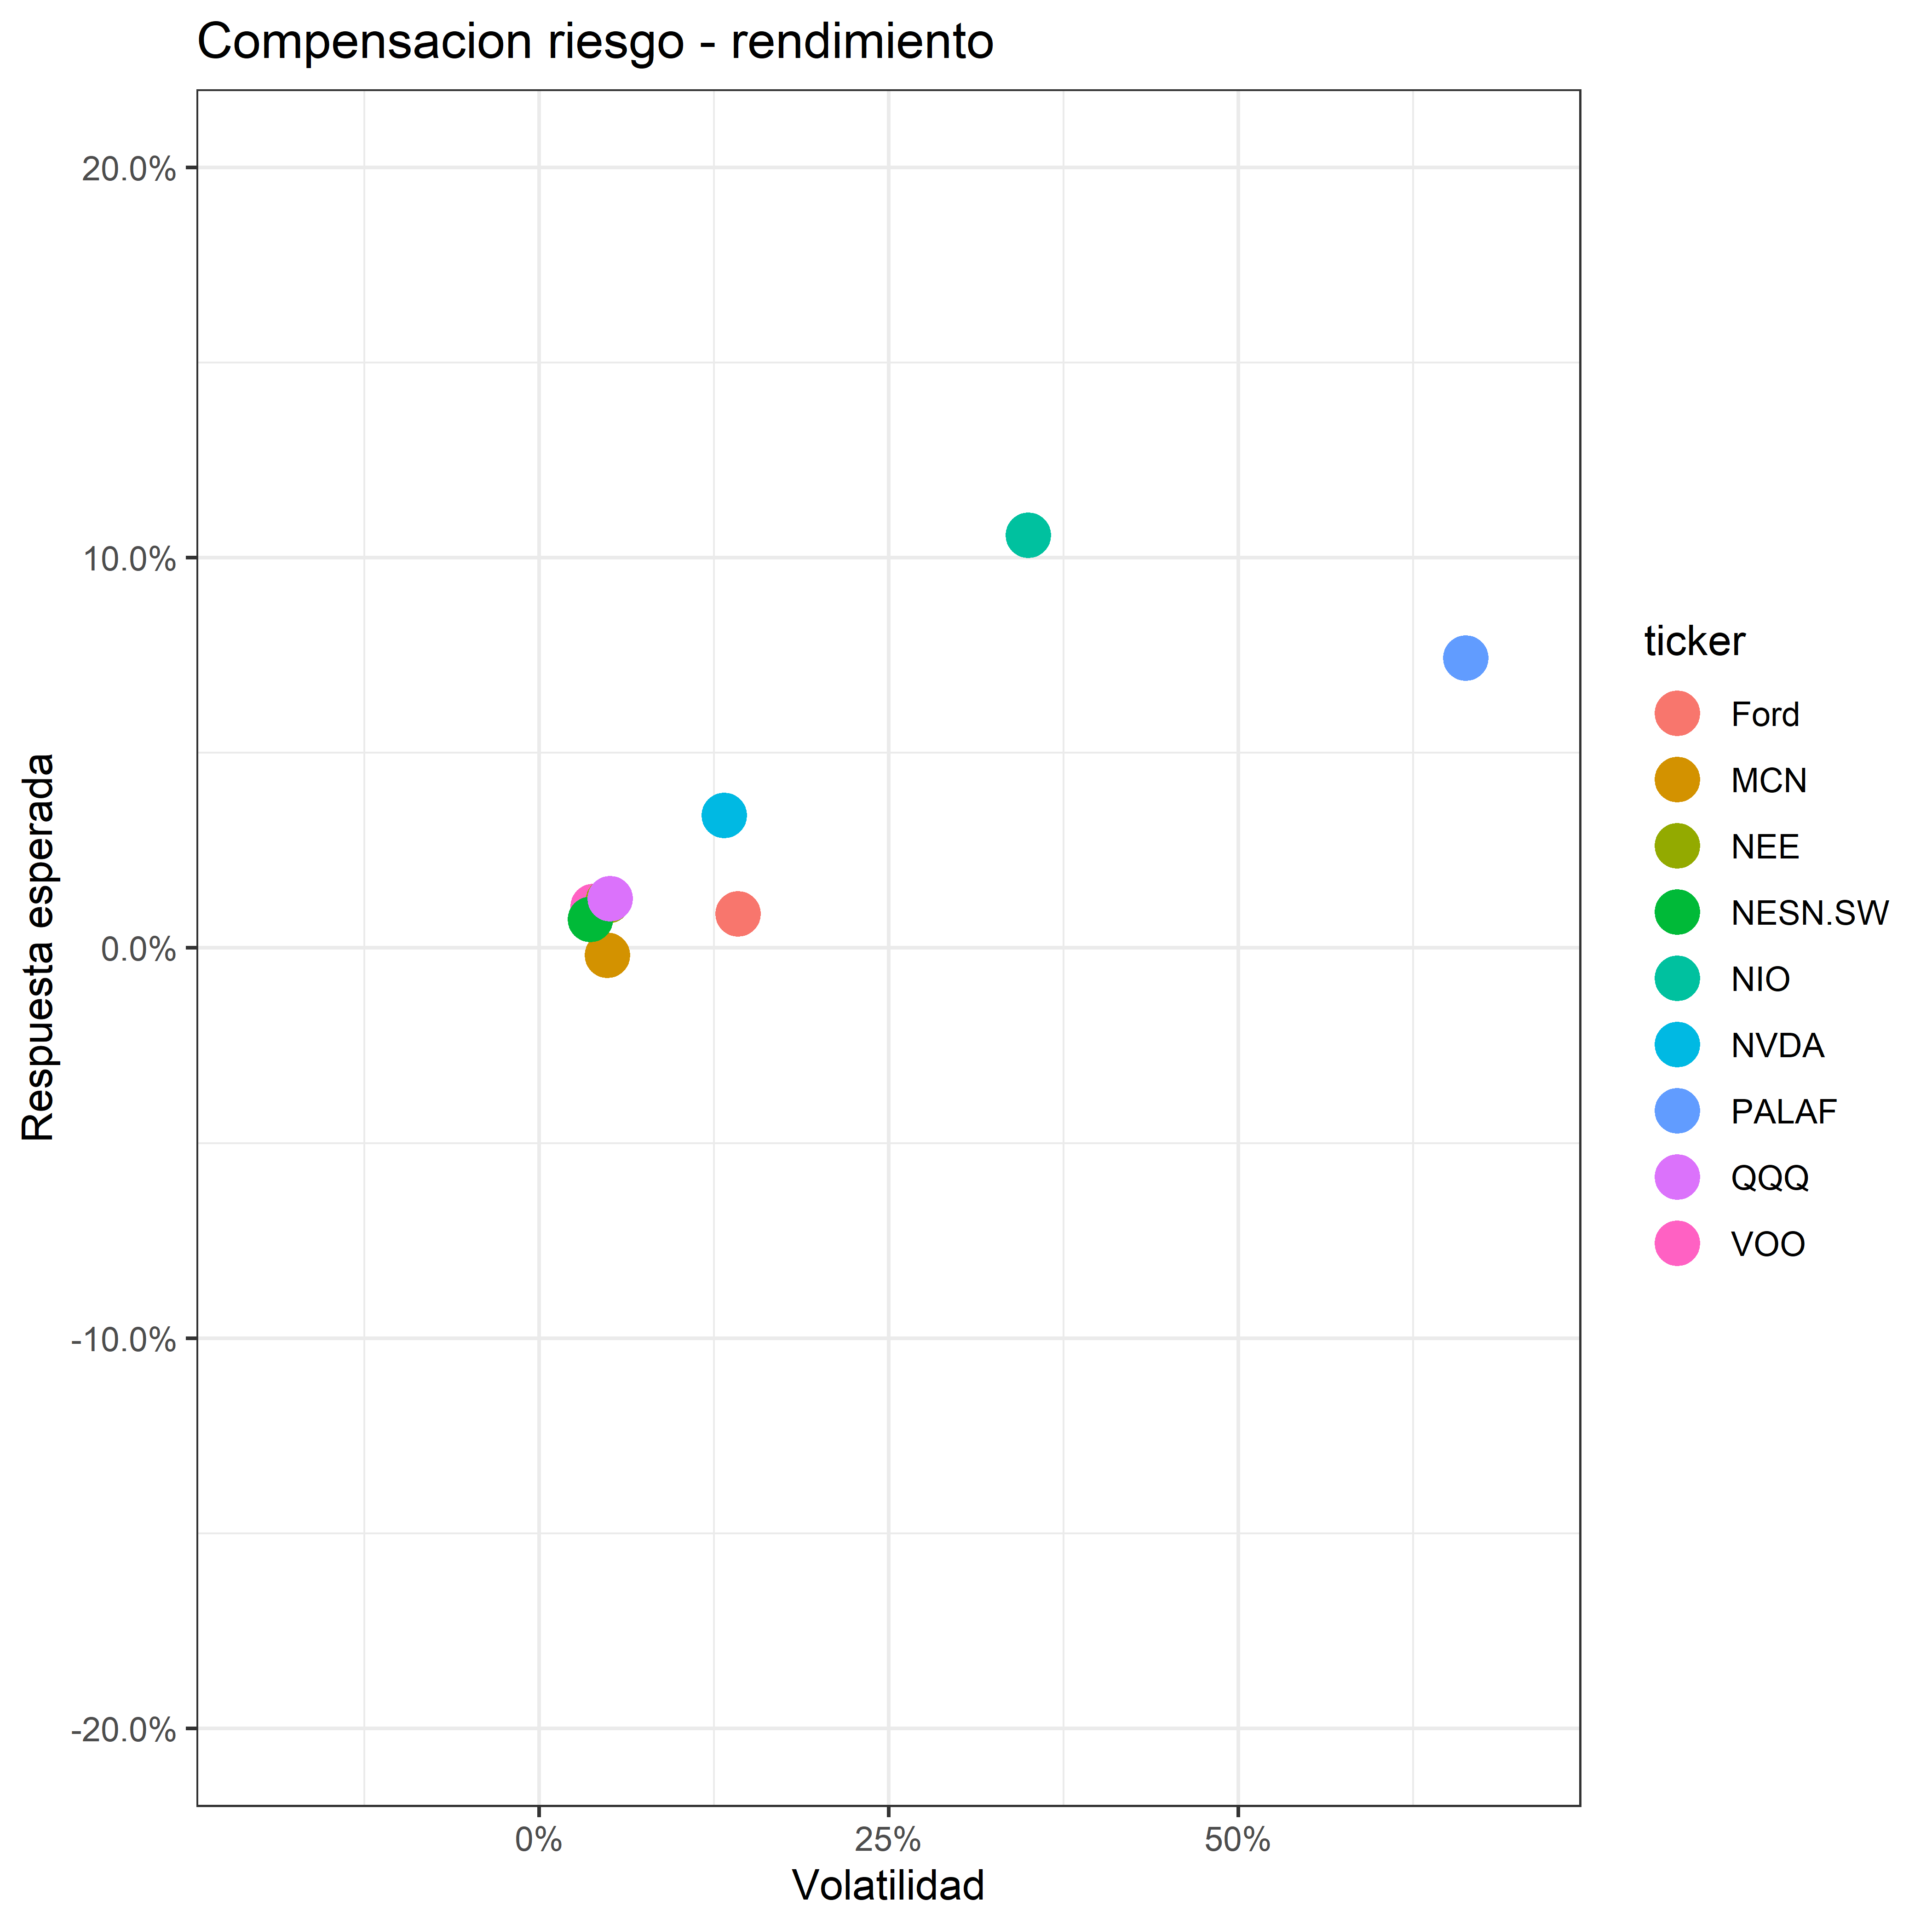 Compensacion riesgo - rendimiento
20.0%
10.0%
0.0%
-10.0%
-20.0%
Respuesta esperada
0%
25%
50%
Volatilidad
ticker
Ford
MCN
NEE
NESN.SW
NIO
NVDA
PALAF
QQQ
VOO